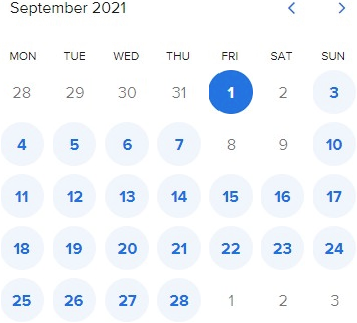 September 2021
MON TUE WED THU FRI SAT SUN
28 29 30 31 1 2 3
4 5 6 7 8 9 10
11 12 13 14 15 16 17
18 19 20 21 22 23 24
25 26 27 28 1 2 3